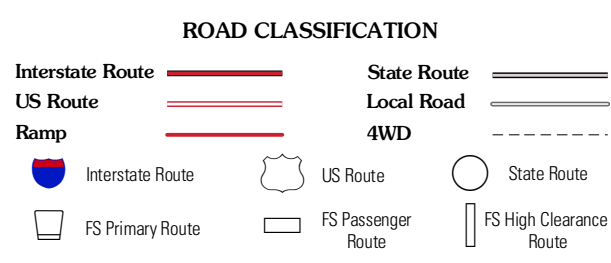 ROAD CLASSIFICATION
Interstate Route
State Route
US Route
Local Road
Ramp
4WD
Interstate Route
US Route
State Route
FS Primary Route
FS Passenger
Route
FS High Clearance
Route